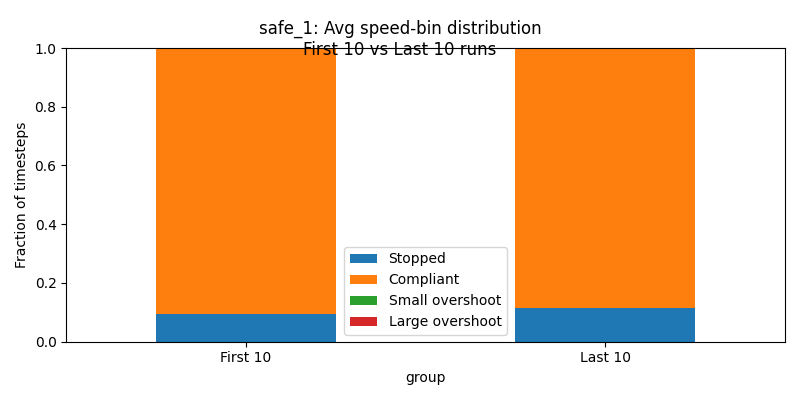 safe_1: Avg speed-bin distribution
First 10 vs Last 10 runs
Fraction of timesteps
1.0
0.8
0.6
0.4
0.2
0.0
Stopped
Compliant
Small overshoot
Large overshoot
First 10
Last 10
group